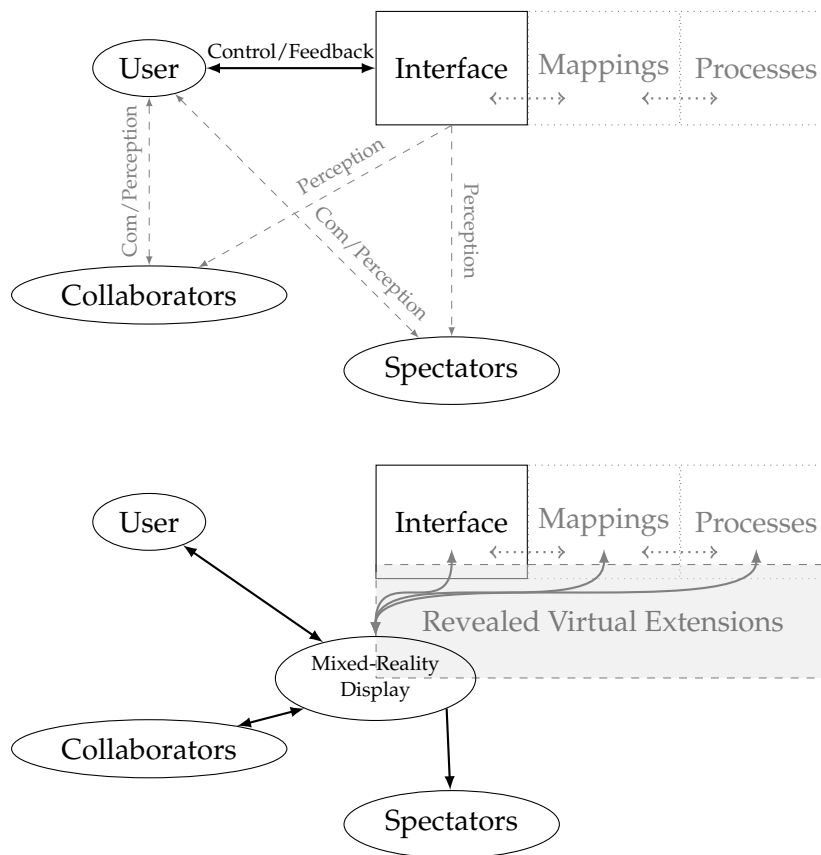 Control/Feedback
User
Interface
Mappings
Processes
Com/Perception
Perception
Com/Perception
Perception
Collaborators
Spectators
User
Interface
Mappings
Processes
Revealed Virtual Extensions
Mixed-Reality
Display
Collaborators
Spectators